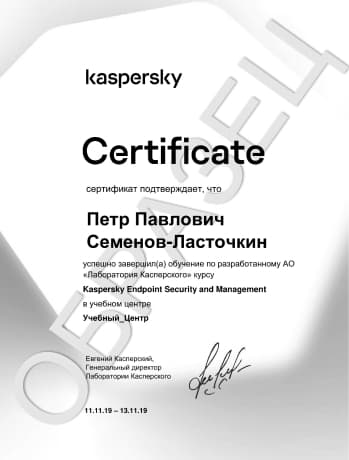 kaspersky
Certificate
сертификат подтверждает, что
Петр Павлович
Семенов-Ласточкин
успешно завершил(а) обучение по разработанному АО
«Лаборатория Касперского» курсу
Kaspersky Endpoint Security and Management
в учебном центре
Учебный_Центр
Евгений Касперский,
Генеральный директор
Лаборатории Касперского
11.11.19 – 13.11.19
ОБРАЗЕЦ